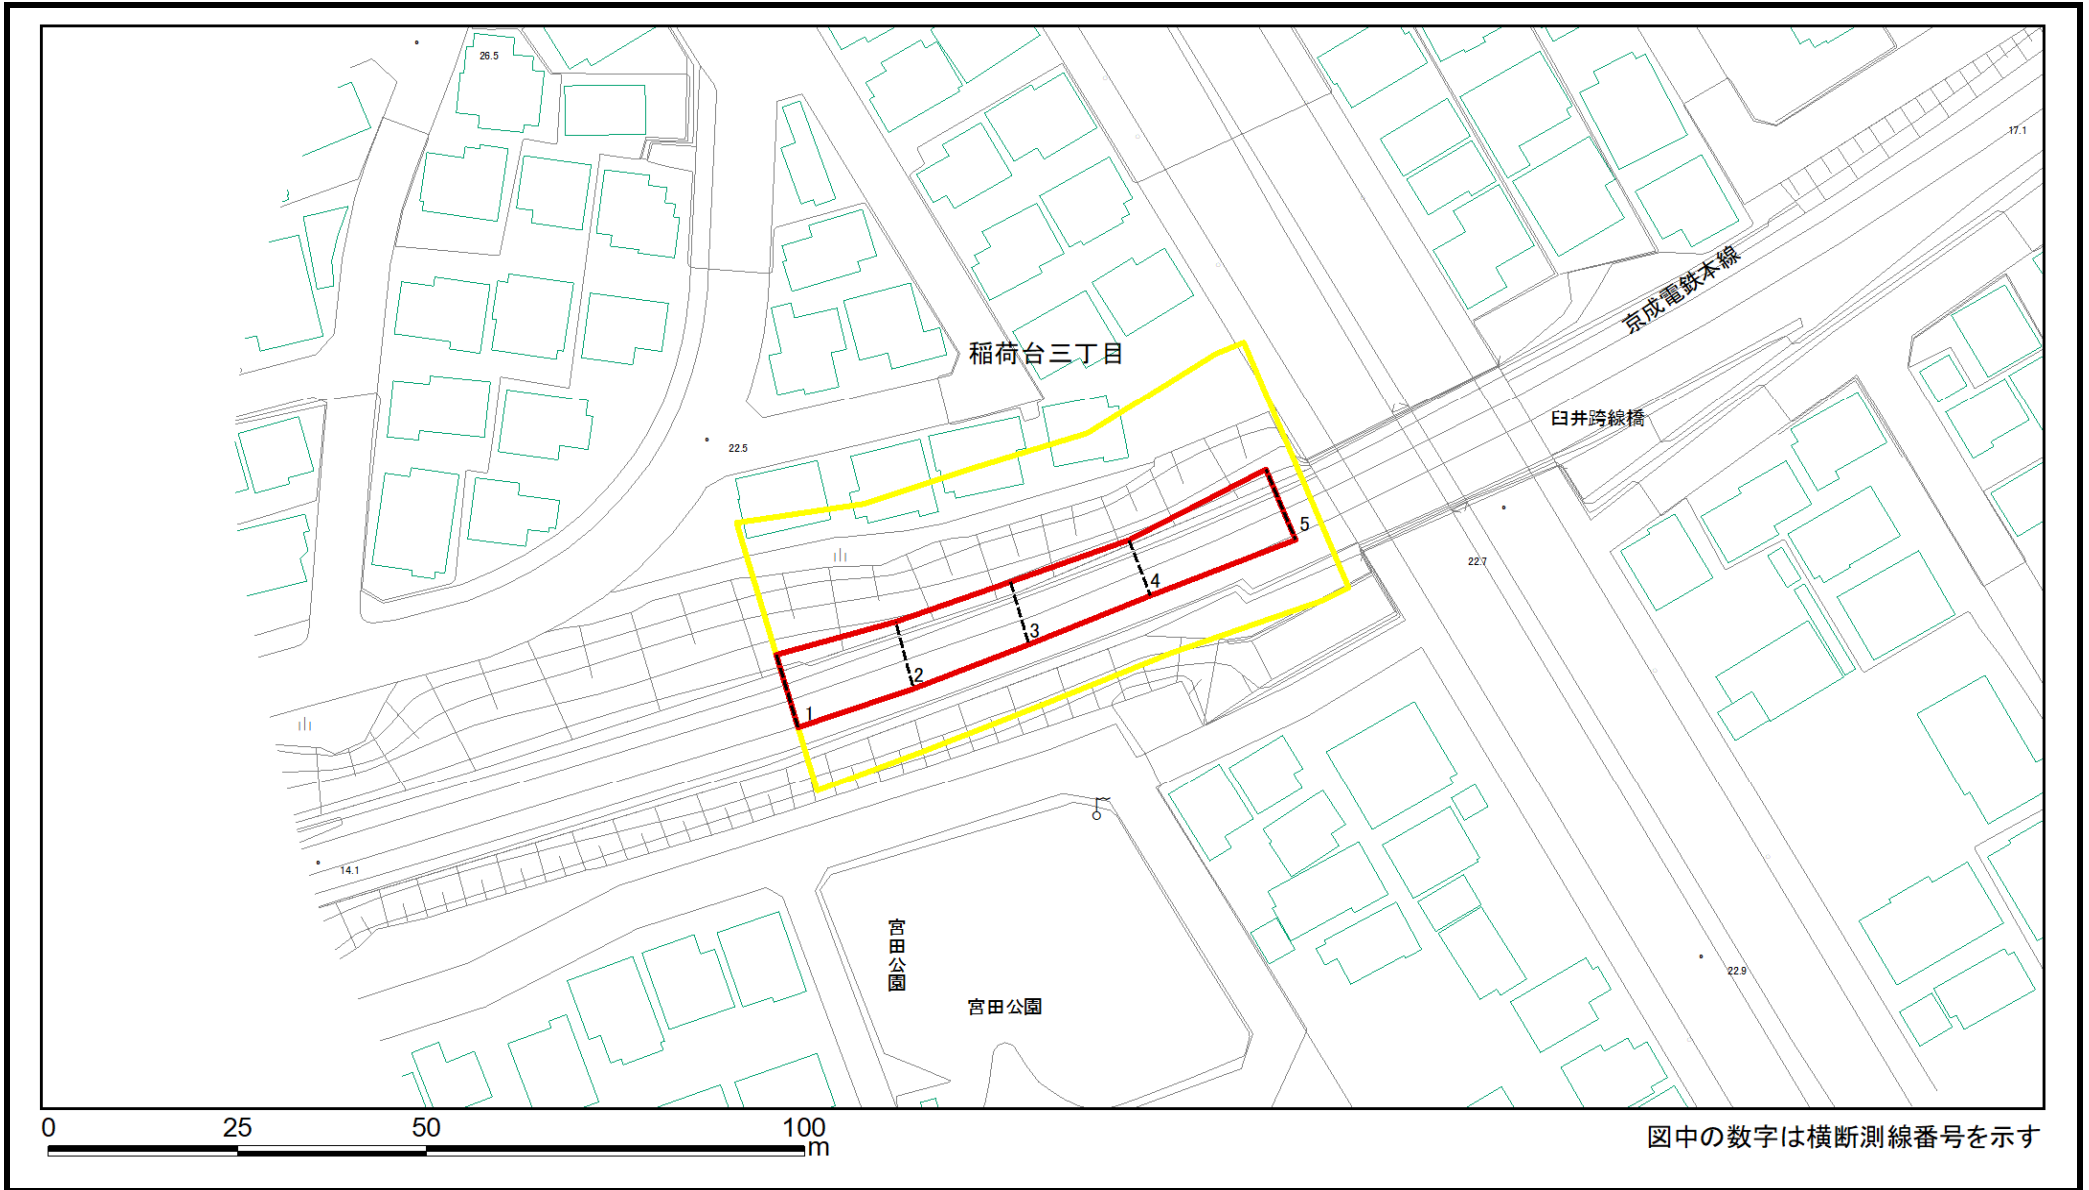 26.5
17.1
京成電鉄本線
稲荷台三丁目
臼井跨線橋
22.5
5
22.7
4
3
2
1
14.1
宮田公園
宮田公園
22.9
0 25 50 100
m
図中の数字は横断測線番号を示す